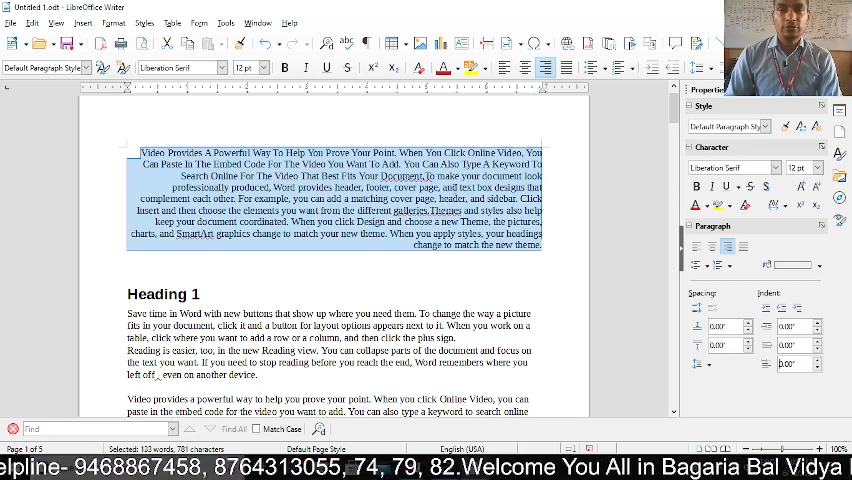 Untitled 1.odt - LibreOffice Writer
File Edit View Insert Format Styles Table Form Tools Window Help
Default Paragraph Style Liberation Serif 12 pt
Properties
Style
Default Paragraph Style
Character
Liberation Serif 12 pt
Paragraph
Spacing: Indent:
0.00" 0.00"
0.00" 0.00"
0.00"
Video Provides A Powerful Way To Help You Prove Your Point. When You Click Online Video, You
Can Paste In The Embed Code For The Video You Want To Add. You Can Also Type A Keyword To
Search Online For The Video That Best Fits Your Document,To make your document look
professionally produced, Word provides header, footer, cover page, and text box designs that
complement each other. For example, you can add a matching cover page, header, and sidebar. Click
Insert and then choose the elements you want from the different galleries,Themes and styles also help
keep your document coordinated. When you click Design and choose a new Theme, the pictures,
charts, and SmartArt graphics change to match your new theme. When you apply styles, your headings
change to match the new theme.
Heading 1
Save time in Word with new buttons that show up where you need them. To change the way a picture
fits in your document, click it and a button for layout options appears next to it. When you work on a
table, click where you want to add a row or a column, and then click the plus sign.
Reading is easier, too, in the new Reading view. You can collapse parts of the document and focus on
the text you want. If you need to stop reading before you reach the end, Word remembers where you
left off even on another device.
Video provides a powerful way to help you prove your point. When you click Online Video, you can
paste in the embed code for the video you want to add. You can also type a keyword to search online
Find Find All Match Case
Page 1 of 5 Selected: 133 words, 781 characters Default Page Style English (USA) 100%
elpline- 9468867458, 8764313055, 74, 79, 82.Welcome You All in Bagaria Bal Vidya